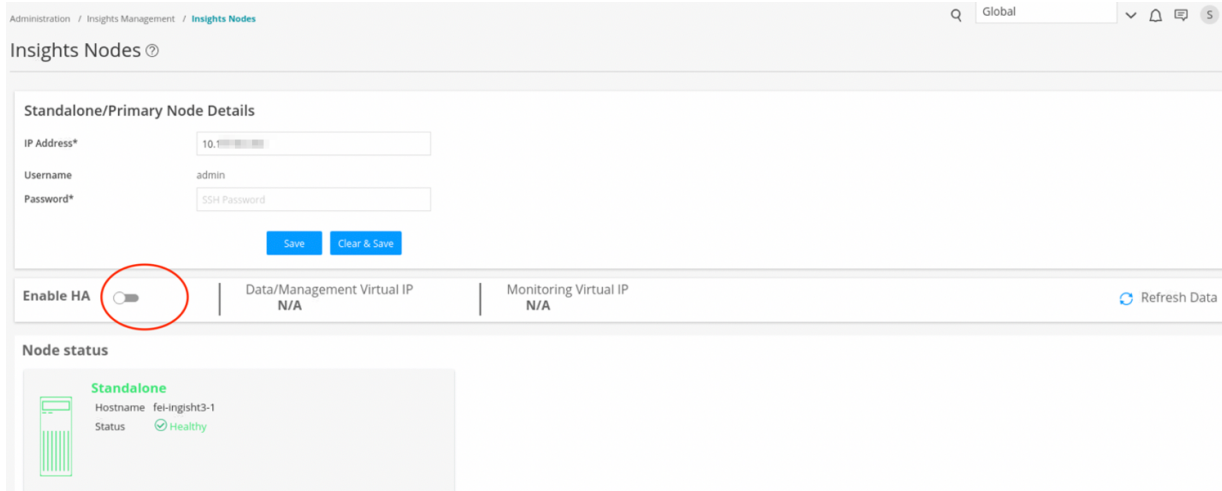 Administration / Insights Management / Insights Nodes
Global
S
Insights Nodes ?
Standalone/Primary Node Details
IP Address*
10.1
Username admin
Password* SSH Password
Save Clear & Save
Enable HA
Data/Management Virtual IP
N/A
Monitoring Virtual IP
N/A
Refresh Data
Node status
Standalone
Hostname fei-ingisht3-1
Status Healthy